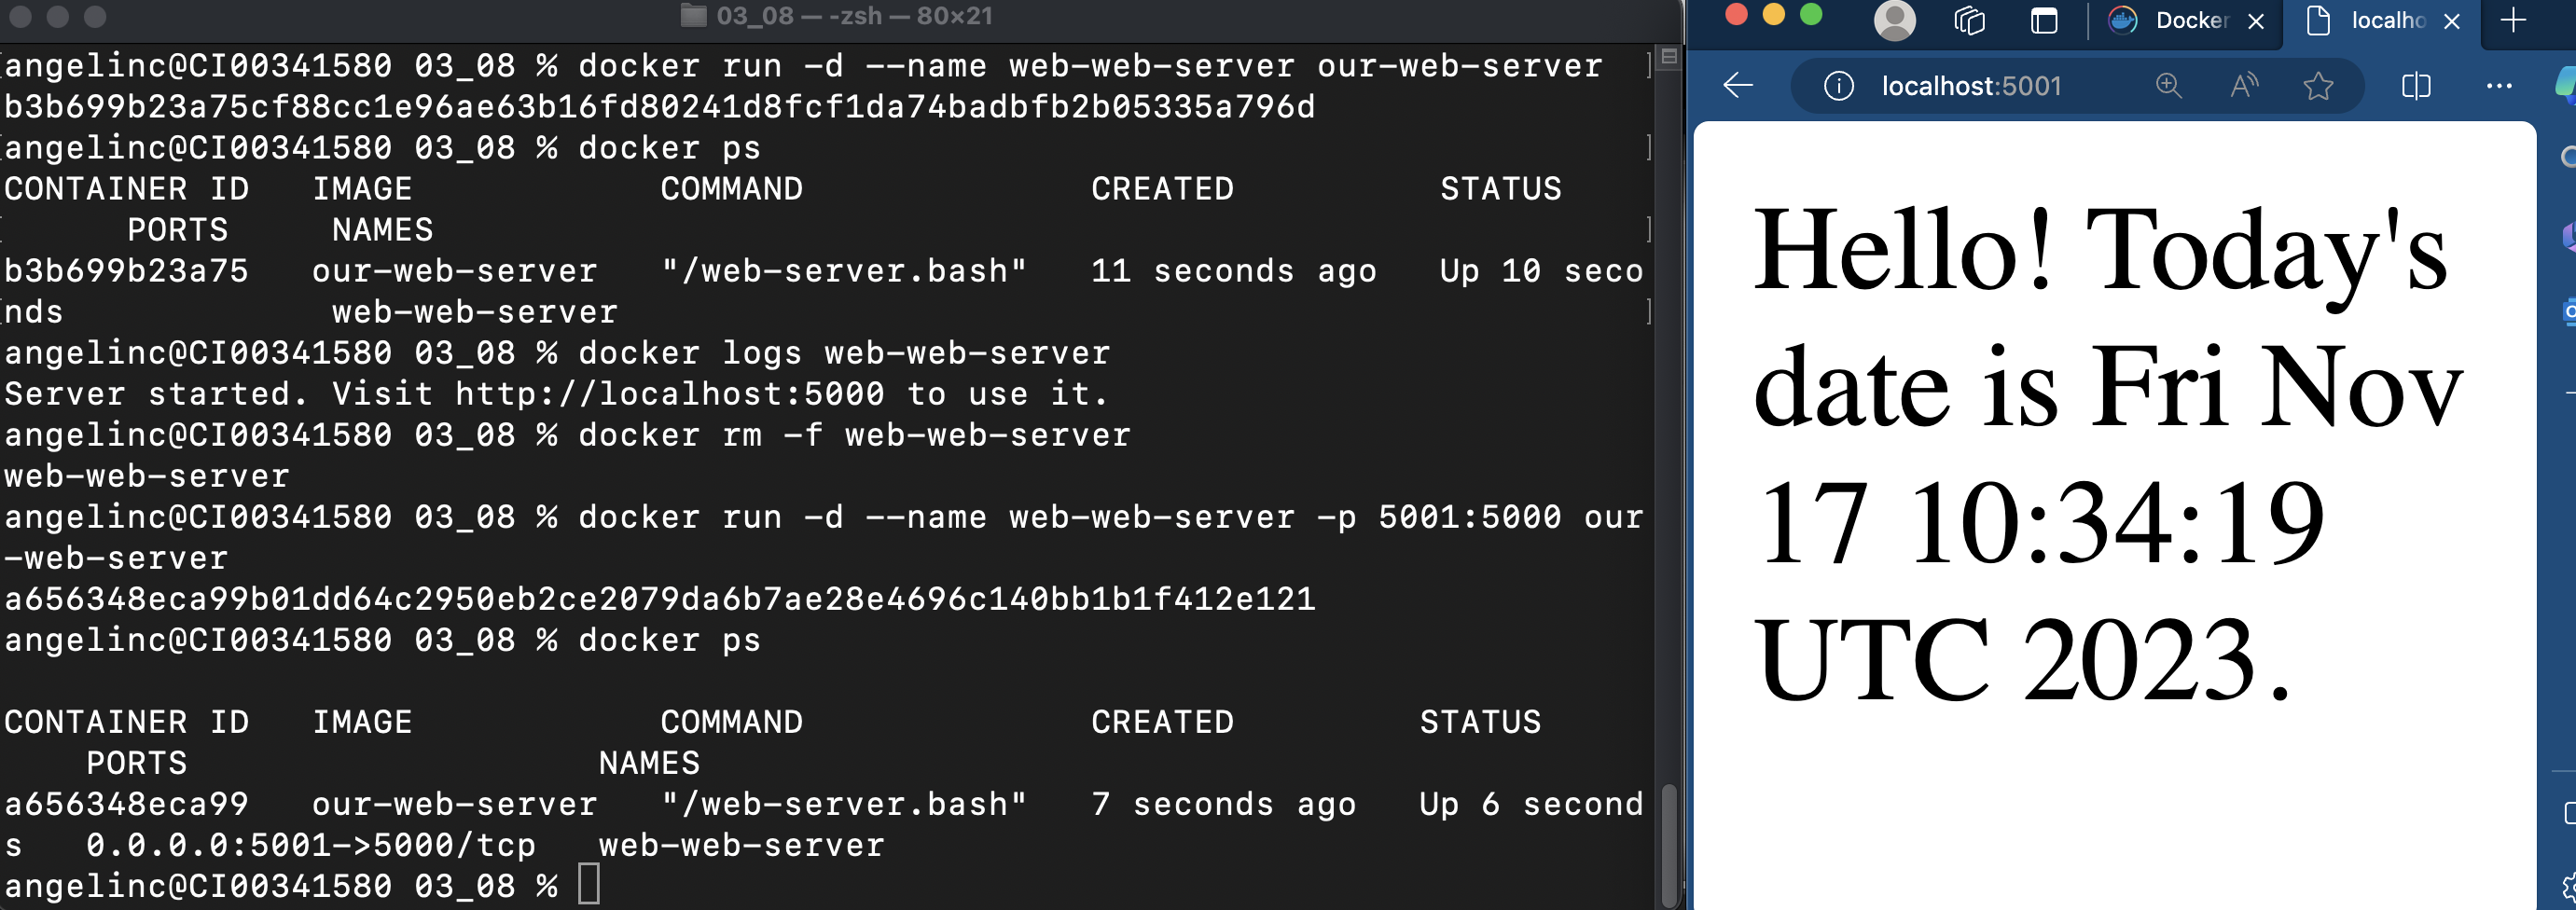 03_08 — -zsh — 80×21
angelinc@CI00341580 03_08 % docker run -d --name web-web-server our-web-server
b3b699b23a75cf88cc1e96ae63b16fd80241d8fcf1da74badbfb2b05335a796d
angelinc@CI00341580 03_08 % docker ps
CONTAINER ID   IMAGE            COMMAND              CREATED          STATUS
      PORTS     NAMES
b3b699b23a75   our-web-server   "/web-server.bash"   11 seconds ago   Up 10 seco
nds             web-web-server
angelinc@CI00341580 03_08 % docker logs web-web-server
Server started. Visit http://localhost:5000 to use it.
angelinc@CI00341580 03_08 % docker rm -f web-web-server
web-web-server
angelinc@CI00341580 03_08 % docker run -d --name web-web-server -p 5001:5000 our
-web-server
a656348eca99b01dd64c2950eb2ce2079da6b7ae28e4696c140bb1b1f412e121
angelinc@CI00341580 03_08 % docker ps
CONTAINER ID   IMAGE            COMMAND              CREATED         STATUS
    PORTS                    NAMES
a656348eca99   our-web-server   "/web-server.bash"   7 seconds ago   Up 6 second
s   0.0.0.0:5001->5000/tcp   web-web-server
angelinc@CI00341580 03_08 %
Docker
localho
localhost:5001
Hello! Today's
date is Fri Nov
17 10:34:19
UTC 2023.